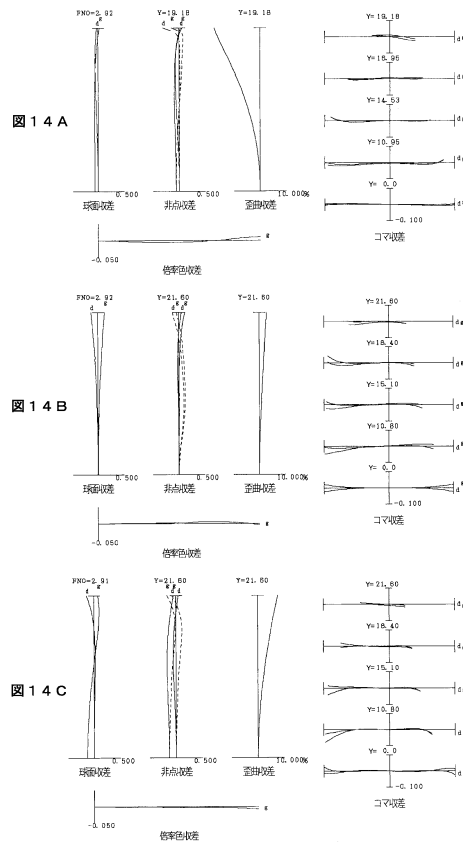 図14A
FNO=2.92
d g
0.500
球面収差
Y=19.18
d g g
0.500
非点収差
Y=19.18
10.000%
歪曲収差
-0.050
g
倍率色収差
Y=19.18
Y=18.95
Y=14.53
Y=10.95
Y= 0.0
-0.100
コマ収差
図14B
FNO=2.92
d g
0.500
球面収差
Y=21.60
g g
d d
0.500
非点収差
Y=21.60
10.000%
歪曲収差
-0.050
g
倍率色収差
Y=21.60
d g
Y=18.40
d g
Y=15.10
d g
Y=10.80
d g
Y= 0.0
d g
-0.100
コマ収差
図14C
FNO=2.91
d g
0.500
球面収差
Y=21.60
g g
d d
0.500
非点収差
Y=21.60
10.000%
歪曲収差
-0.050
g
倍率色収差
Y=21.60
Y=18.40
Y=15.10
Y=10.80
Y= 0.0
-0.100
コマ収差